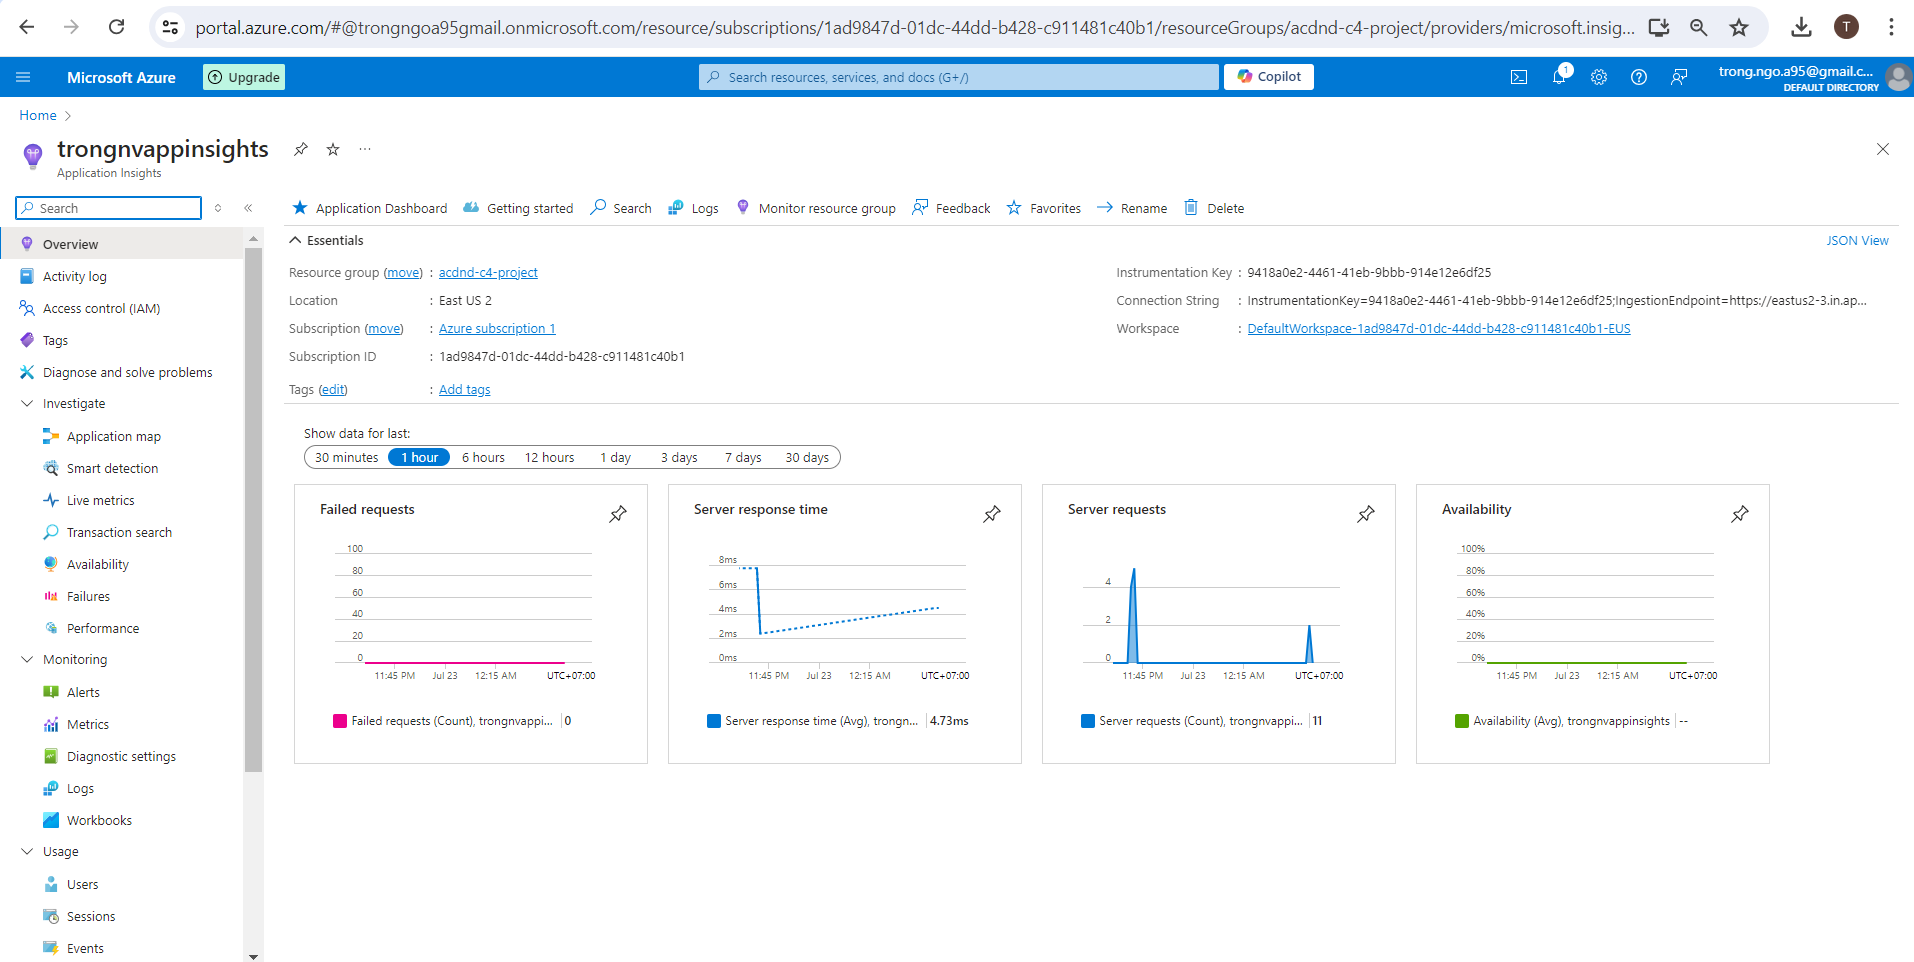 portal.azure.com/#@trongngoa95gmail.onmicrosoft.com/resource/subscriptions/1ad9847d-01dc-44dd-b428-c911481c40b1/resourceGroups/acdnd-c4-project/providers/microsoft.insig...
T
Microsoft Azure
Upgrade
Search resources, services, and docs (G+/)
Copilot
1
trong.ngo.a95@gmail.c...
DEFAULT DIRECTORY
Home
trongnvappinsights
Application Insights
Search
Application Dashboard
Getting started
Search
Logs
Monitor resource group
Feedback
Favorites
Rename
Delete
Overview
Activity log
Access control (IAM)
Tags
Diagnose and solve problems
Investigate
Application map
Smart detection
Live metrics
Transaction search
Availability
Failures
Performance
Monitoring
Alerts
Metrics
Diagnostic settings
Logs
Workbooks
Usage
Users
Sessions
Events
Essentials
JSON View
Resource group (move) : acdnd-c4-project
Location : East US 2
Subscription (move) : Azure subscription 1
Subscription ID : 1ad9847d-01dc-44dd-b428-c911481c40b1
Tags (edit) : Add tags
Instrumentation Key : 9418a0e2-4461-41eb-9bbb-914e12e6df25
Connection String : InstrumentationKey=9418a0e2-4461-41eb-9bbb-914e12e6df25;IngestionEndpoint=https://eastus2-3.in.ap...
Workspace : DefaultWorkspace-1ad9847d-01dc-44dd-b428-c911481c40b1-EUS
Show data for last:
30 minutes 1 hour 6 hours 12 hours 1 day 3 days 7 days 30 days
Failed requests
100
80
60
40
20
0
11:45 PM Jul 23 12:15 AM UTC+07:00
Failed requests (Count), trongnvappi... 0
Server response time
8ms
6ms
4ms
2ms
0ms
11:45 PM Jul 23 12:15 AM UTC+07:00
Server response time (Avg), trongn... 4.73ms
Server requests
4
2
0
11:45 PM Jul 23 12:15 AM UTC+07:00
Server requests (Count), trongnvappi... 11
Availability
100%
80%
60%
40%
20%
0%
11:45 PM Jul 23 12:15 AM UTC+07:00
Availability (Avg), trongnvappinsights --